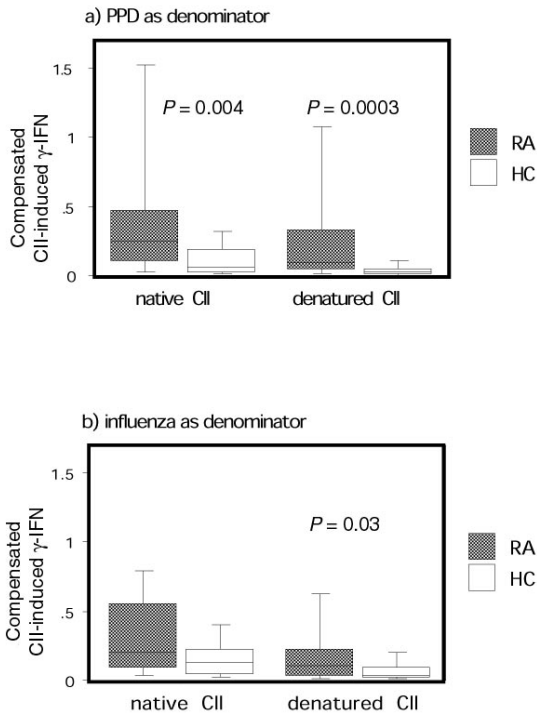 a) PPD as denominator
Compensated
CII-induced γ-IFN
1.5
1
.5
0
P = 0.004
P = 0.0003
RA
HC
native CII
denatured CII
b) influenza as denominator
Compensated
CII-induced γ-IFN
1.5
1
.5
0
P = 0.03
RA
HC
native CII
denatured CII